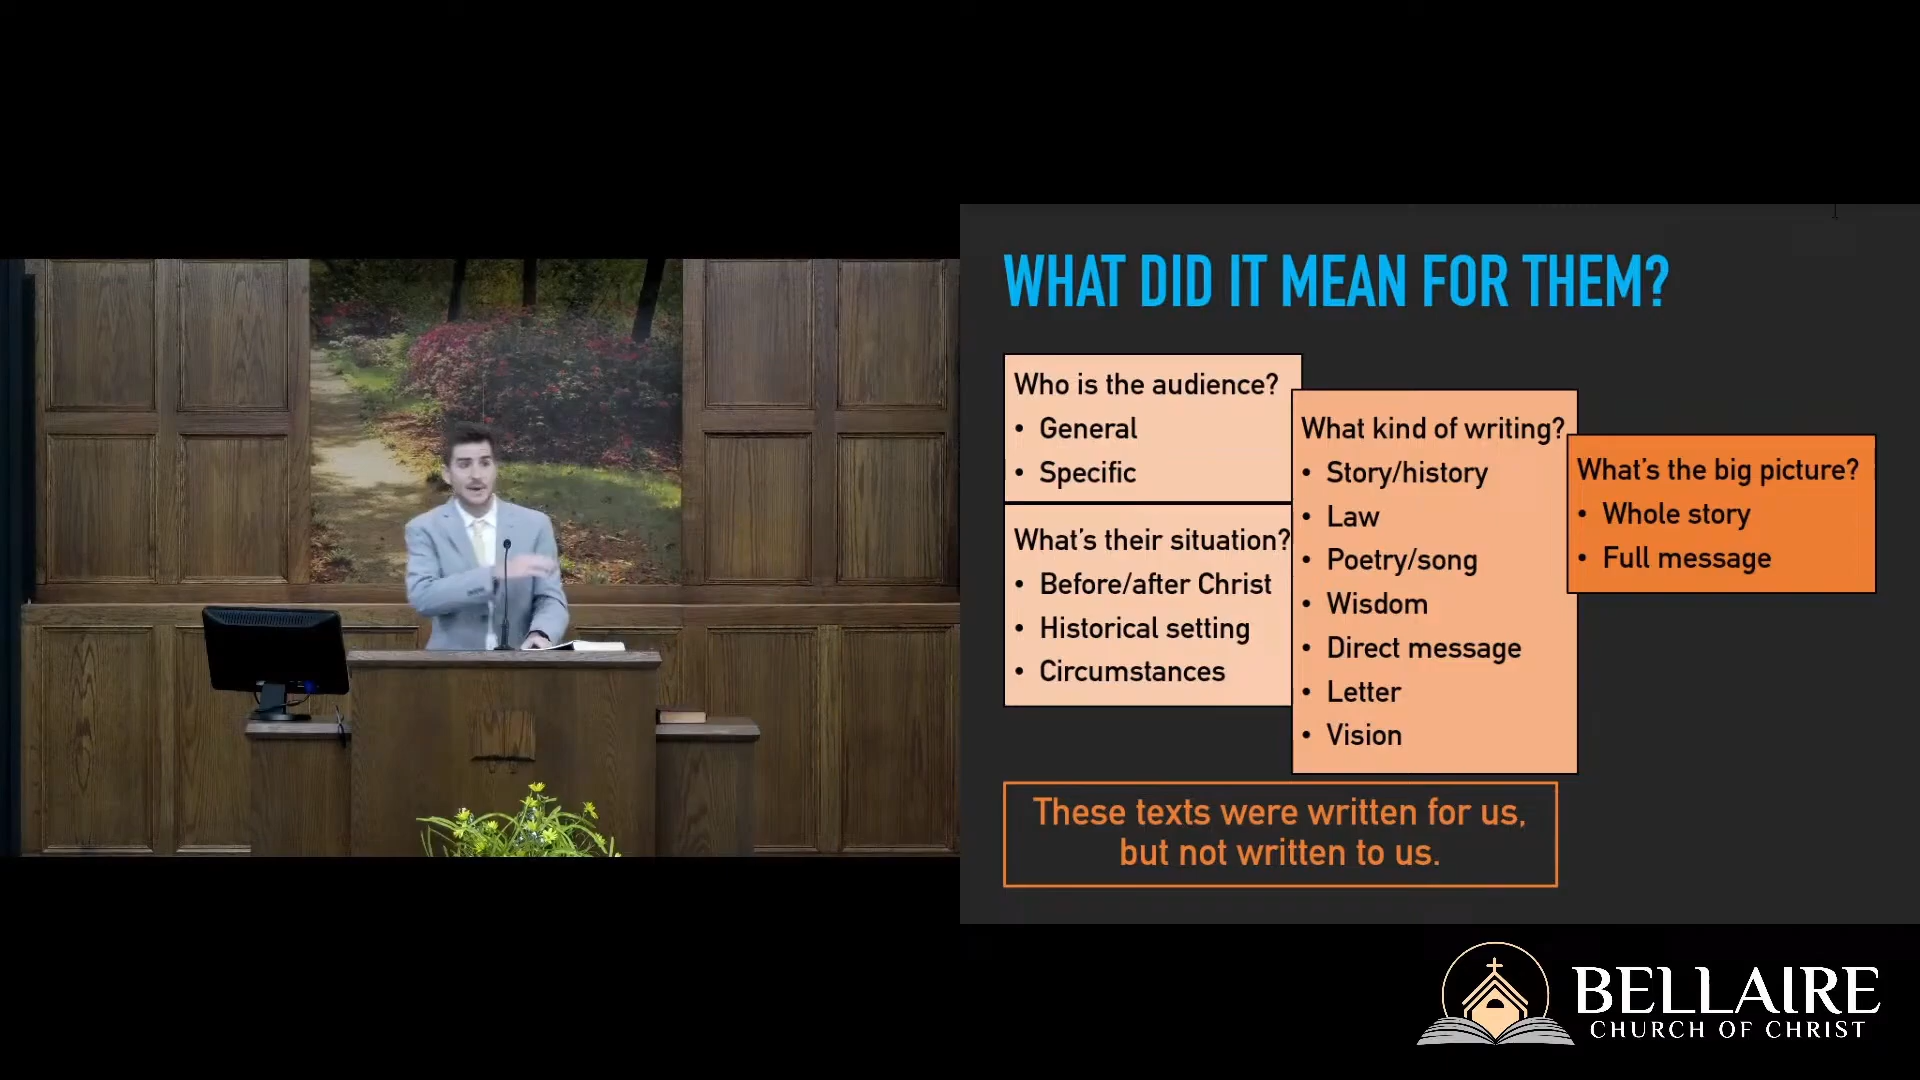 WHAT DID IT MEAN FOR THEM?
Who is the audience?
• General
• Specific
What's their situation?
• Before/after Christ
• Historical setting
• Circumstances
What kind of writing?
• Story/history
• Law
• Poetry/song
• Wisdom
• Direct message
• Letter
• Vision
What's the big picture?
• Whole story
• Full message
These texts were written for us,
but not written to us.
BELLAIRE
CHURCH OF CHRIST